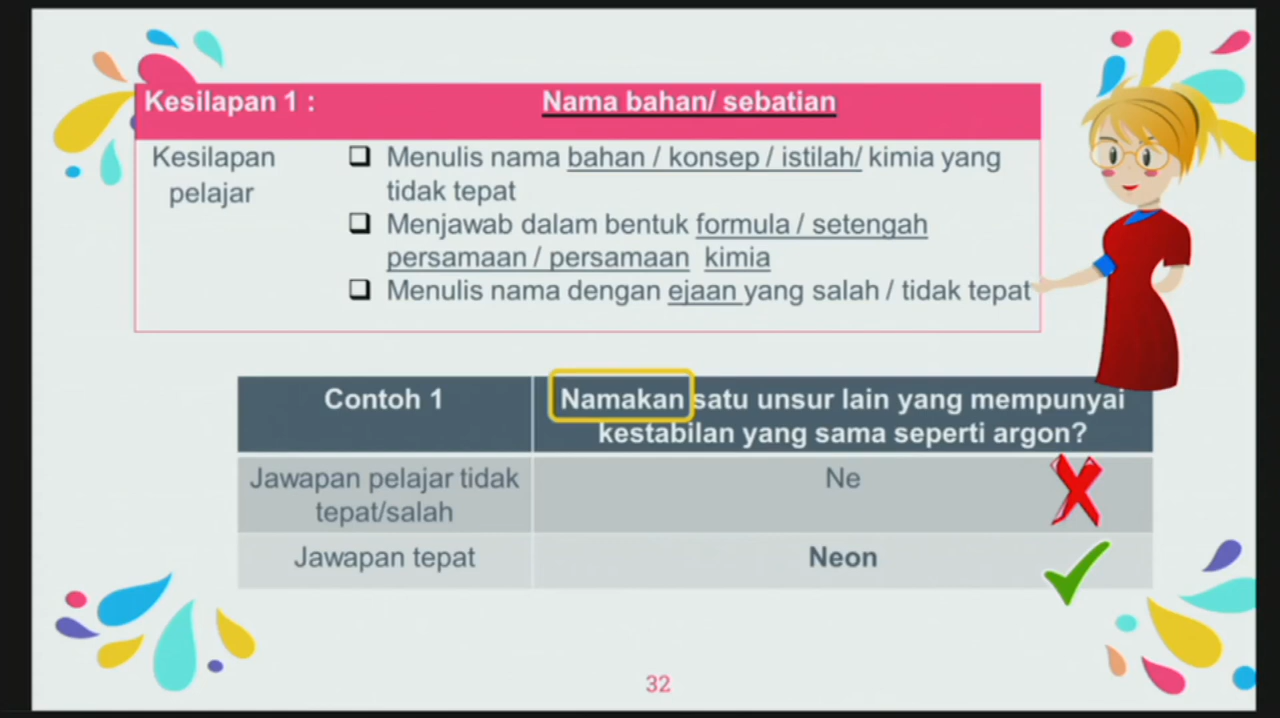 Kesilapan 1 : Nama bahan/ sebatian
Kesilapan pelajar
❑ Menulis nama bahan / konsep / istilah/ kimia yang
tidak tepat
❑ Menjawab dalam bentuk formula / setengah
persamaan / persamaan kimia
❑ Menulis nama dengan ejaan yang salah / tidak tepat
Contoh 1
Namakan satu unsur lain yang mempunyai
kestabilan yang sama seperti argon?
Jawapan pelajar tidak
tepat/salah
Ne
Jawapan tepat
Neon
32